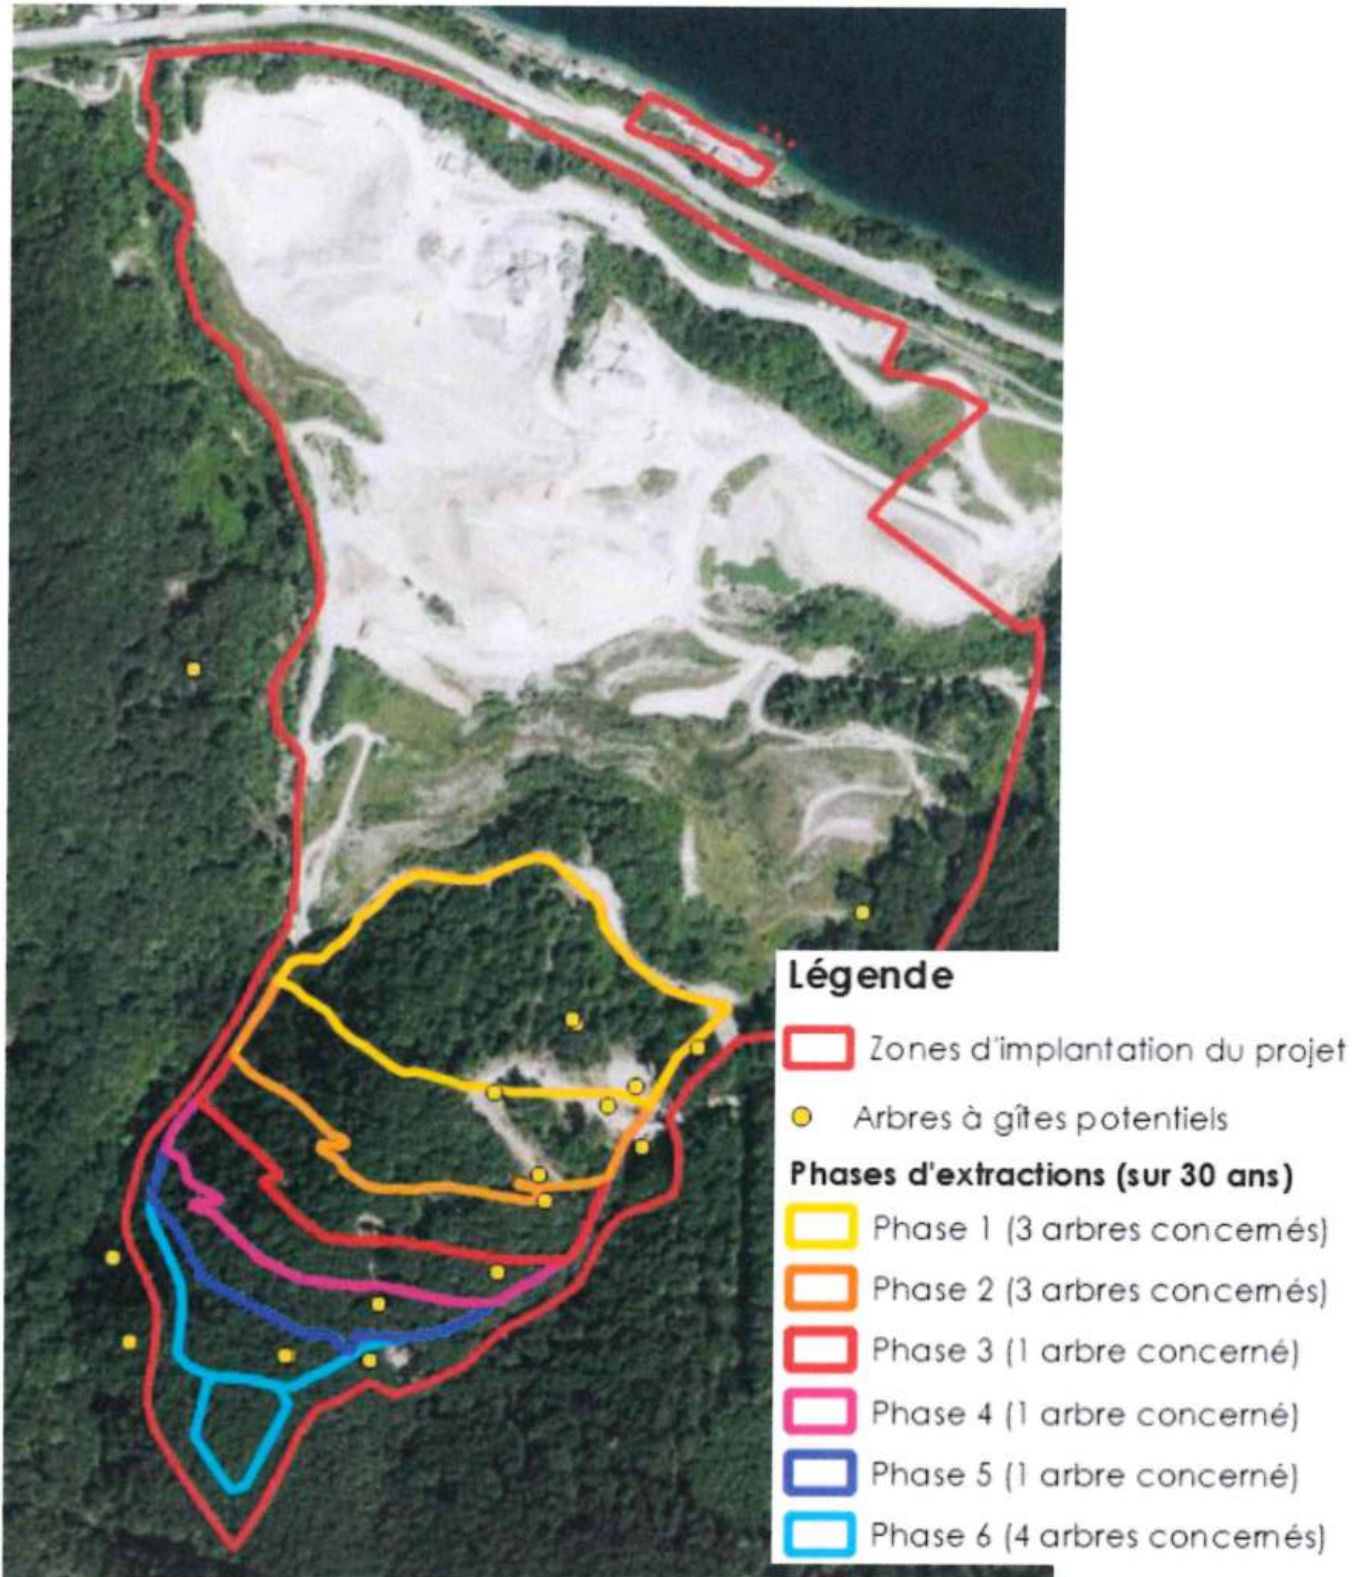 Légende
Zones d'implantation du projet
Arbres à gîtes potentiels
Phases d'extractions (sur 30 ans)
Phase 1 (3 arbres concernés)
Phase 2 (3 arbres concernés)
Phase 3 (1 arbre concerné)
Phase 4 (1 arbre concerné)
Phase 5 (1 arbre concerné)
Phase 6 (4 arbres concernés)